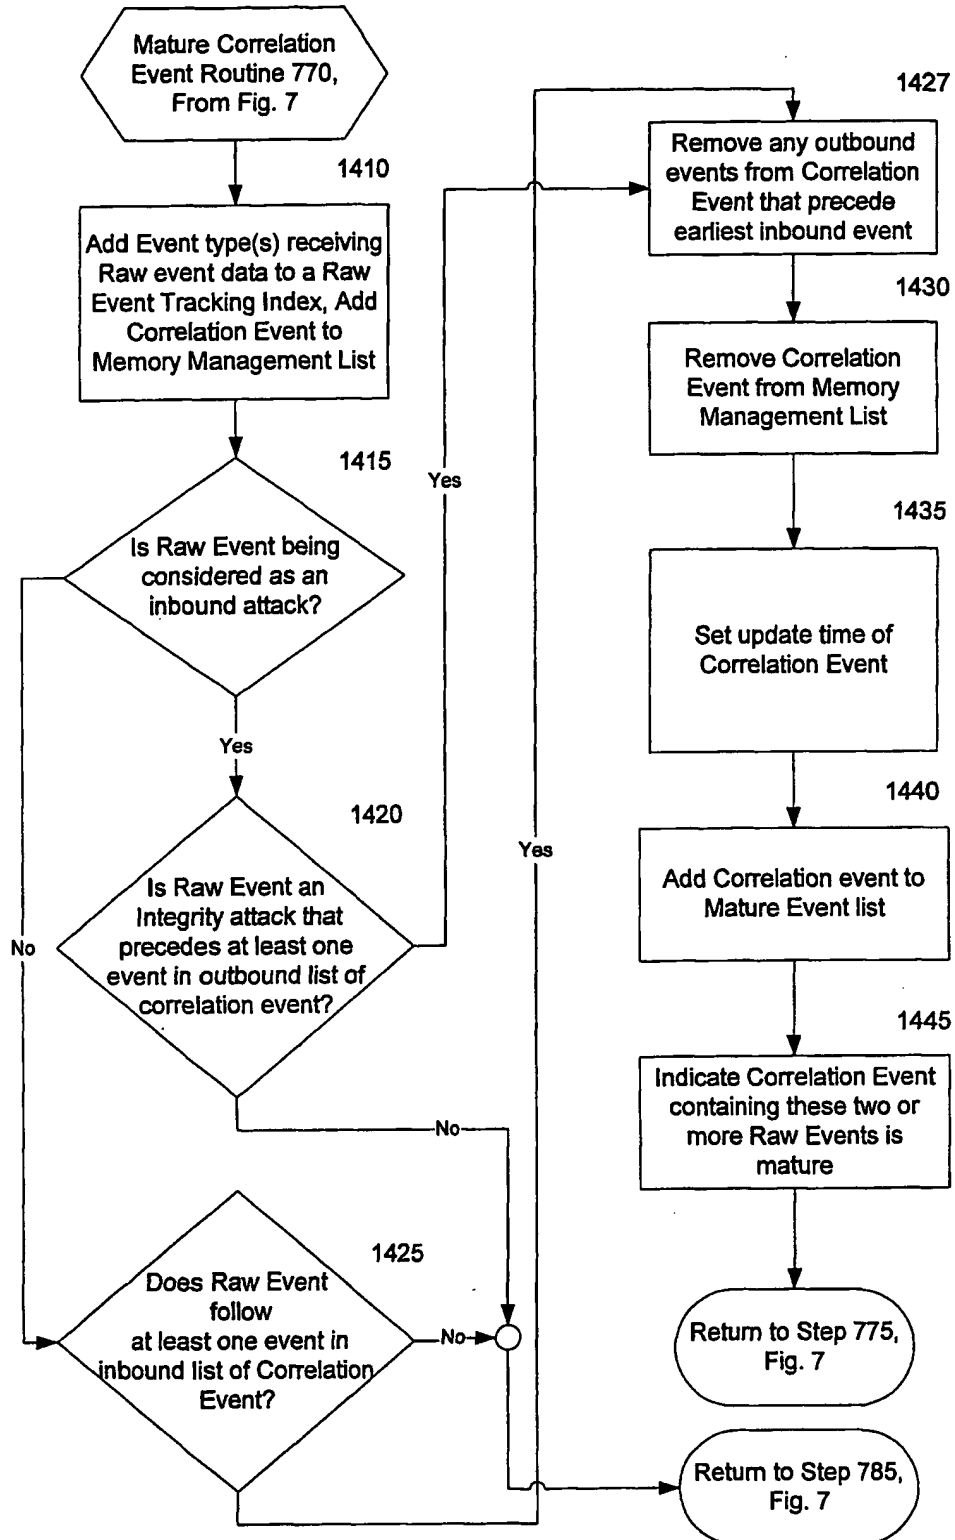 Mature Correlation
Event Routine 770,
From Fig. 7
1410
Add Event type(s) receiving
Raw event data to a Raw
Event Tracking Index, Add
Correlation Event to
Memory Management List
1415
Is Raw Event being
considered as an
inbound attack?
Yes
1420
Is Raw Event an
Integrity attack that
precedes at least one
event in outbound list of
correlation event?
No
No
1425
Does Raw Event
follow
at least one event in
inbound list of Correlation
Event?
No
Yes
Yes
1427
Remove any outbound
events from Correlation
Event that precede
earliest inbound event
1430
Remove Correlation
Event from Memory
Management List
1435
Set update time of
Correlation Event
1440
Add Correlation event to
Mature Event list
1445
Indicate Correlation Event
containing these two or
more Raw Events is
mature
Return to Step 775,
Fig. 7
Return to Step 785,
Fig. 7